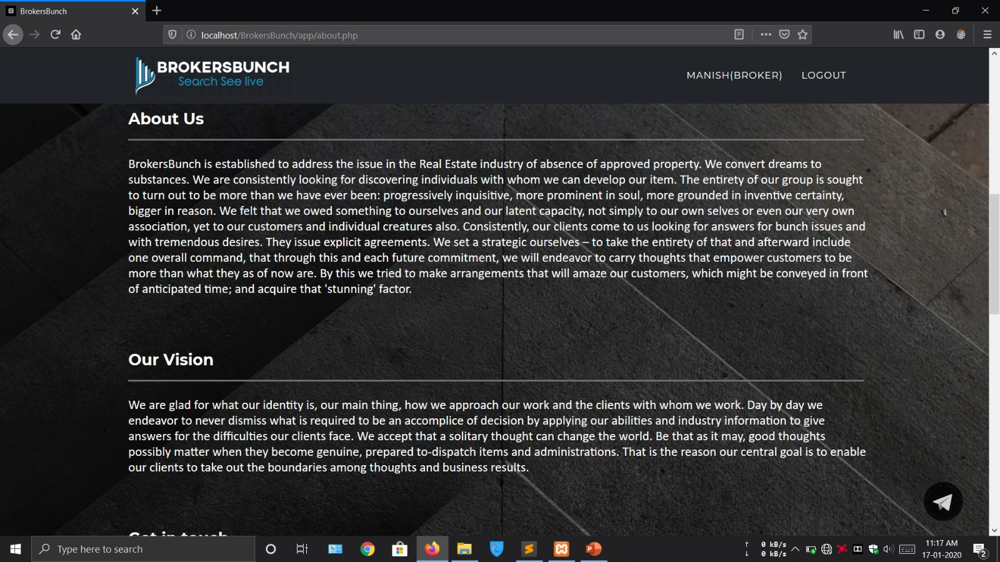 BrokersBunch
localhost/BrokersBunch/app/about.php
BROKERSBUNCH
Search See live
MANISH(BROKER) LOGOUT
About Us
BrokersBunch is established to address the issue in the Real Estate industry of absence of approved property. We convert dreams to
substances. We are consistently looking for discovering individuals with whom we can develop our item. The entirety of our group is sought
to turn out to be more than we have ever been: progressively inquisitive, more prominent in soul, more grounded in inventive certainty,
bigger in reason. We felt that we owed something to ourselves and our latent capacity, not simply to our own selves or even our very own
association, yet to our customers and individual creatures also. Consistently, our clients come to us looking for answers for bunch issues and
with tremendous desires. They issue explicit agreements. We set a strategic ourselves – to take the entirety of that and afterward include
one overall command, that through this and each future commitment, we will endeavor to carry thoughts that empower customers to be
more than what they as of now are. By this we tried to make arrangements that will amaze our customers, which might be conveyed in front
of anticipated time; and acquire that 'stunning' factor.
Our Vision
We are glad for what our identity is, our main thing, how we approach our work and the clients with whom we work. Day by day we
endeavor to never dismiss what is required to be an accomplice of decision by applying our abilities and industry information to give
answers for the difficulties our clients face. We accept that a solitary thought can change the world. Be that as it may, good thoughts
possibly matter when they become genuine, prepared to-dispatch items and administrations. That is the reason our central goal is to enable
our clients to take out the boundaries among thoughts and business results.
Get in touch
Type here to search
0 kB/s
0 kB/s
11:17 AM
17-01-2020
2